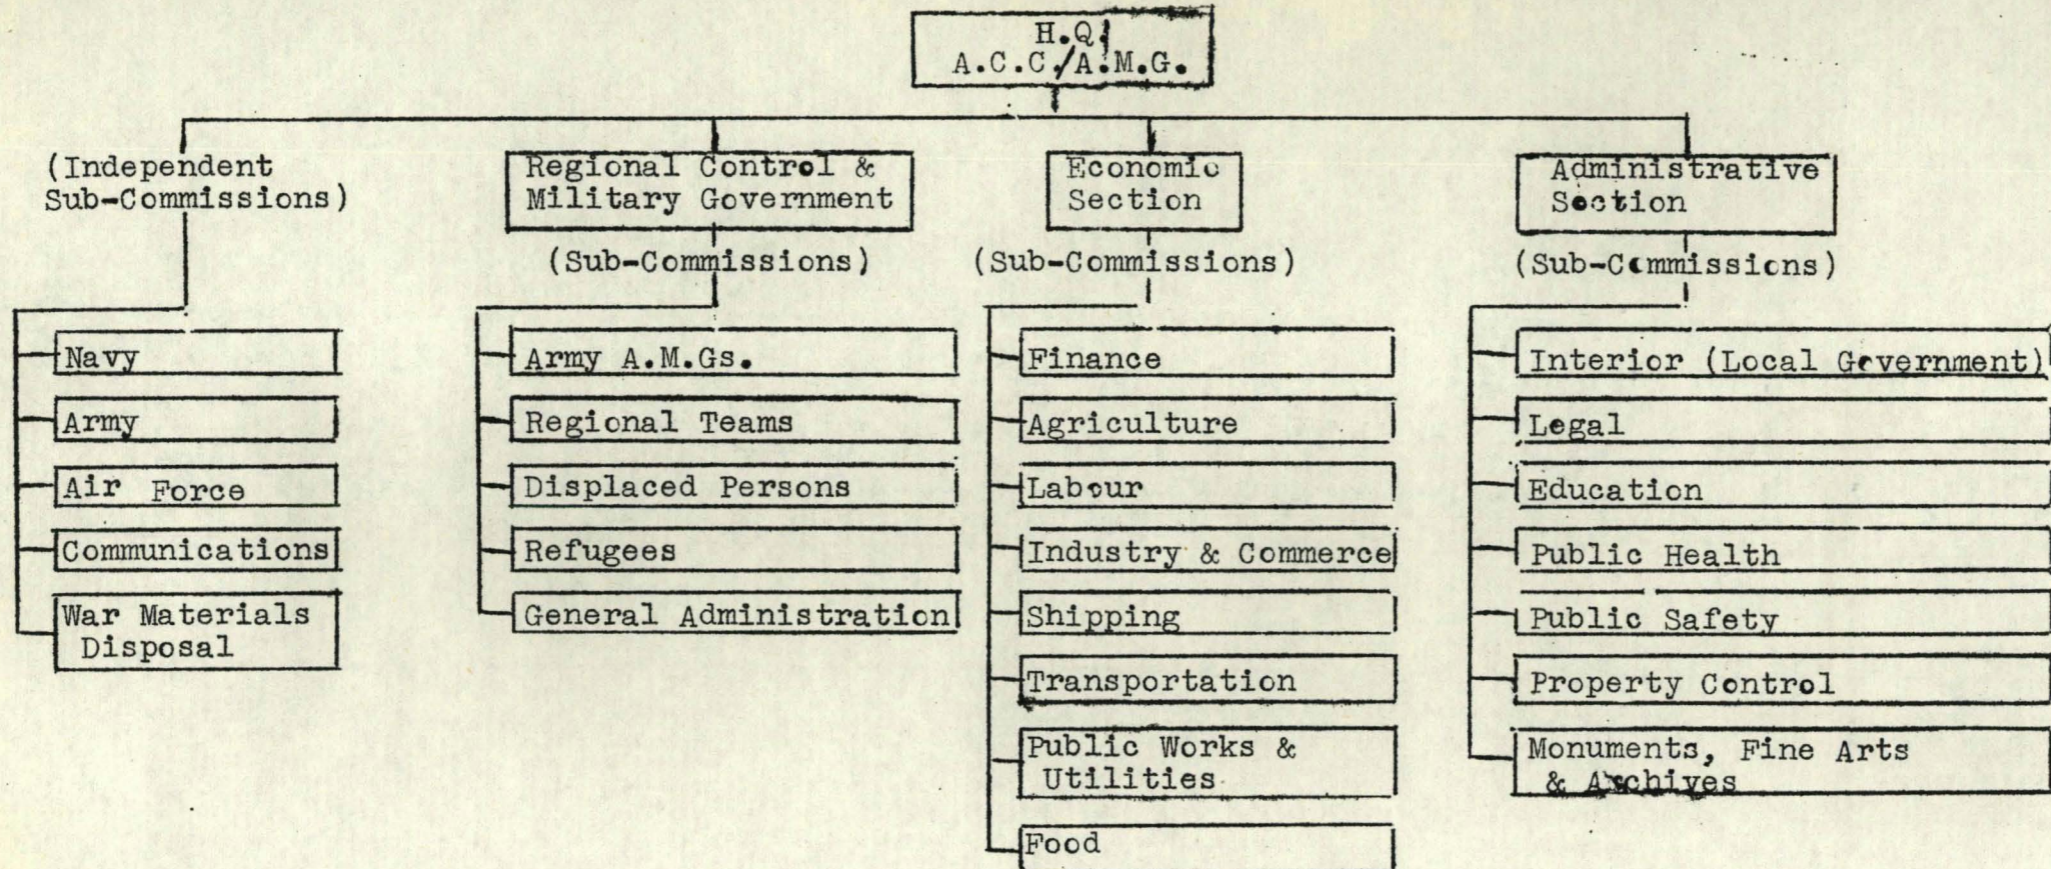 H.Q.
A.C.C./A.M.G.
(Independent
Sub-Commissions)
Navy
Army
Air Force
Communications
War Materials
Disposal
Regional Control &
Military Government
(Sub-Commissions)
Army A.M.Gs.
Regional Teams
Displaced Persons
Refugees
General Administration
Economic
Section
(Sub-Commissions)
Finance
Agriculture
Labour
Industry & Commerce
Shipping
Transportation
Public Works &
Utilities
Food
Administrative
Section
(Sub-Commissions)
Interior (Local Government)
Legal
Education
Public Health
Public Safety
Property Control
Monuments, Fine Arts
& Archives